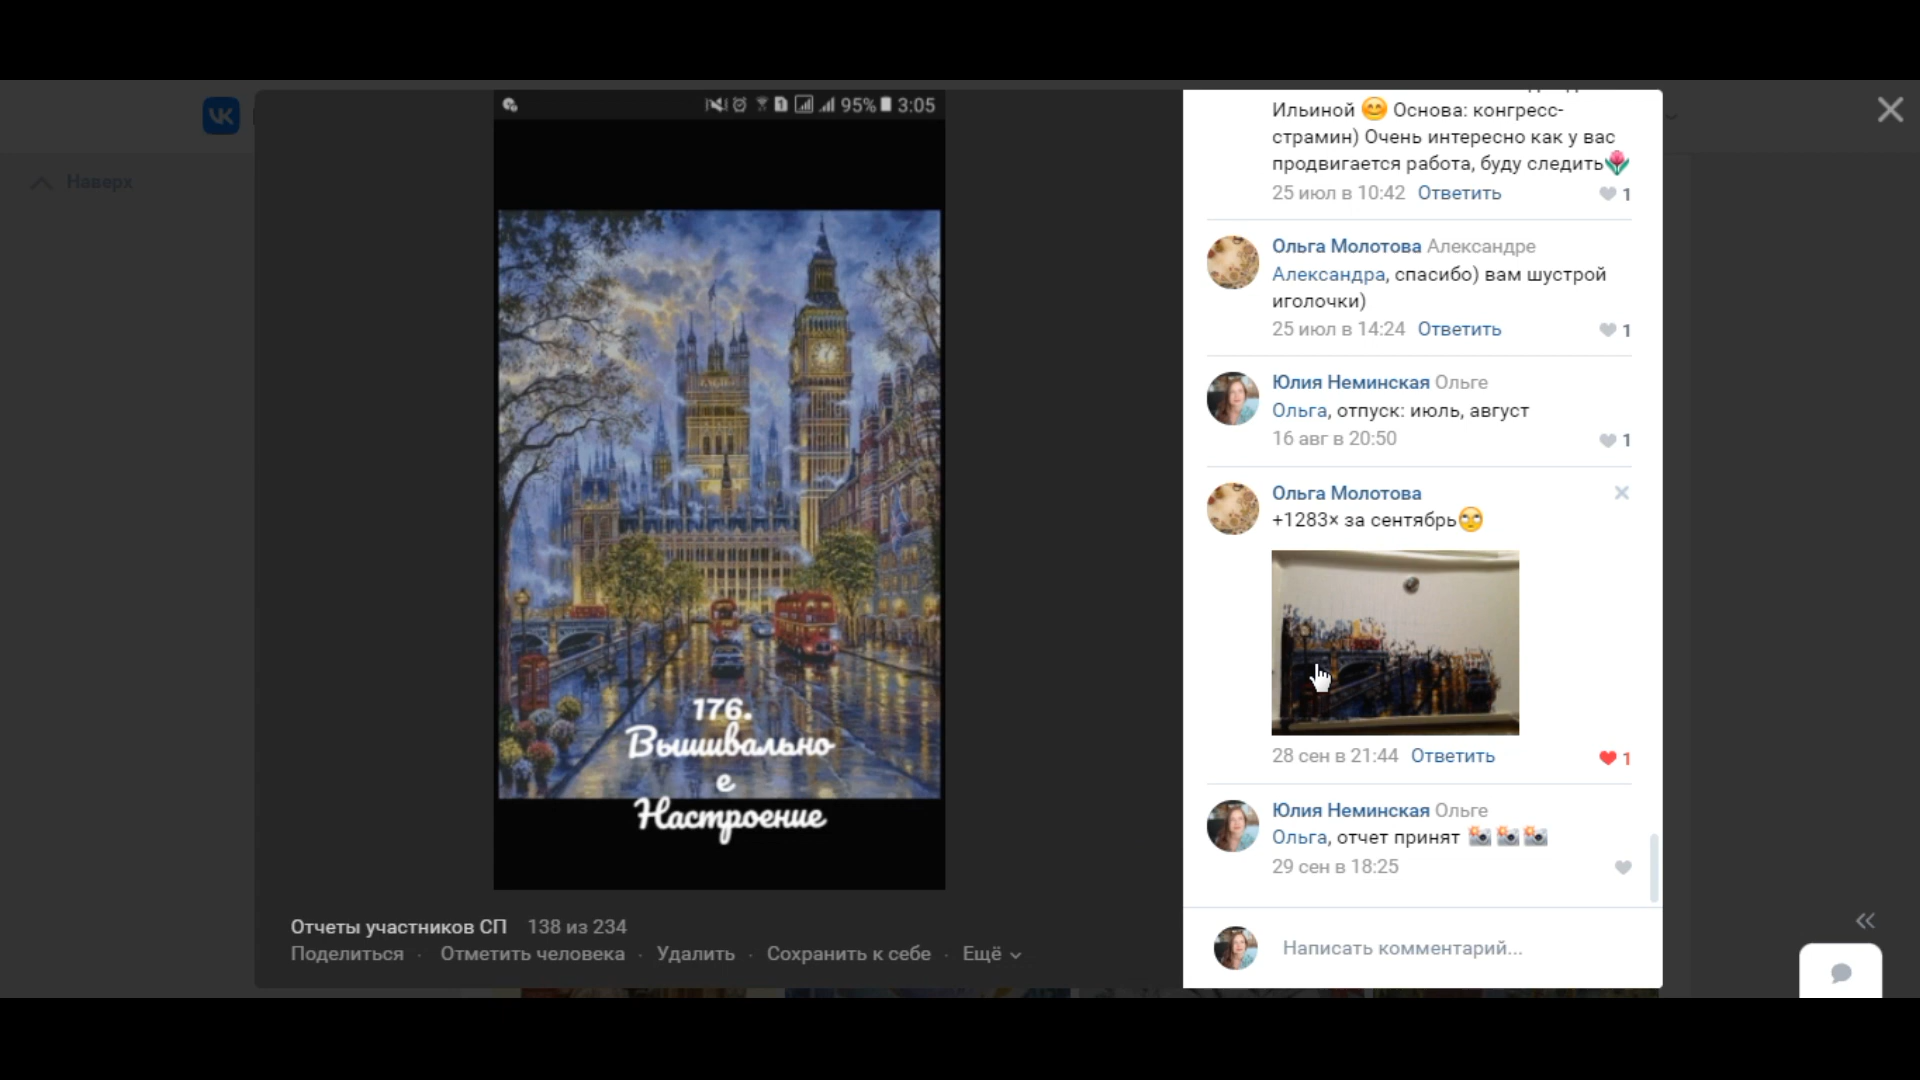 95% 3:05
Наверх
176.
Вышивально
е
Настроение
Отчеты участников СП 138 из 234
Поделиться · Отметить человека · Удалить · Сохранить к себе · Ещё
Ильиной 😊 Основа: конгресс-
страмин) Очень интересно как у вас
продвигается работа, буду следить🌷
25 июл в 10:42 Ответить 1
Ольга Молотова Александре
Александра, спасибо) вам шустрой
иголочки)
25 июл в 14:24 Ответить 1
Юлия Неминская Ольге
Ольга, отпуск: июль, август
16 авг в 20:50 1
Ольга Молотова
+1283× за сентябрь🙄
28 сен в 21:44 Ответить 1
Юлия Неминская Ольге
Ольга, отчет принят 📸📸📸
29 сен в 18:25
Написать комментарий...